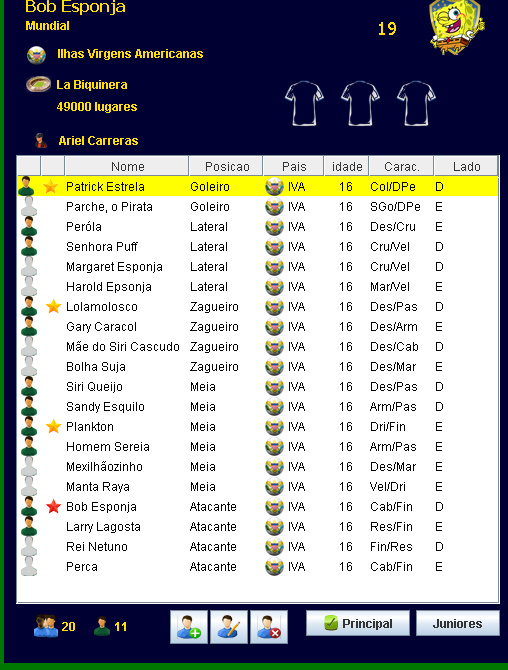 Bob Esponja
Mundial
19
Ilhas Virgens Americanas
La Biquinera
49000 lugares
Ariel Carreras
Nome Posicao Pais idade Carac. Lado
Patrick Estrela Goleiro IVA 16 Col/DPe D
Parche, o Pirata Goleiro IVA 16 SGo/DPe E
Peróla Lateral IVA 16 Des/Cru E
Senhora Puff Lateral IVA 16 Cru/Vel D
Margaret Esponja Lateral IVA 16 Cru/Vel D
Harold Epsonja Lateral IVA 16 Mar/Vel E
Lolamolosco Zagueiro IVA 16 Des/Pas D
Gary Caracol Zagueiro IVA 16 Des/Arm E
Mãe do Siri Cascudo Zagueiro IVA 16 Des/Cab D
Bolha Suja Zagueiro IVA 16 Des/Mar E
Siri Queijo Meia IVA 16 Des/Pas D
Sandy Esquilo Meia IVA 16 Arm/Pas D
Plankton Meia IVA 16 Dri/Fin E
Homem Sereia Meia IVA 16 Arm/Pas E
Mexilhãozinho Meia IVA 16 Des/Mar E
Manta Raya Meia IVA 16 Vel/Dri E
Bob Esponja Atacante IVA 16 Cab/Fin D
Larry Lagosta Atacante IVA 16 Res/Fin E
Rei Netuno Atacante IVA 16 Fin/Res D
Perca Atacante IVA 16 Cab/Fin E
20 11 Principal Juniores